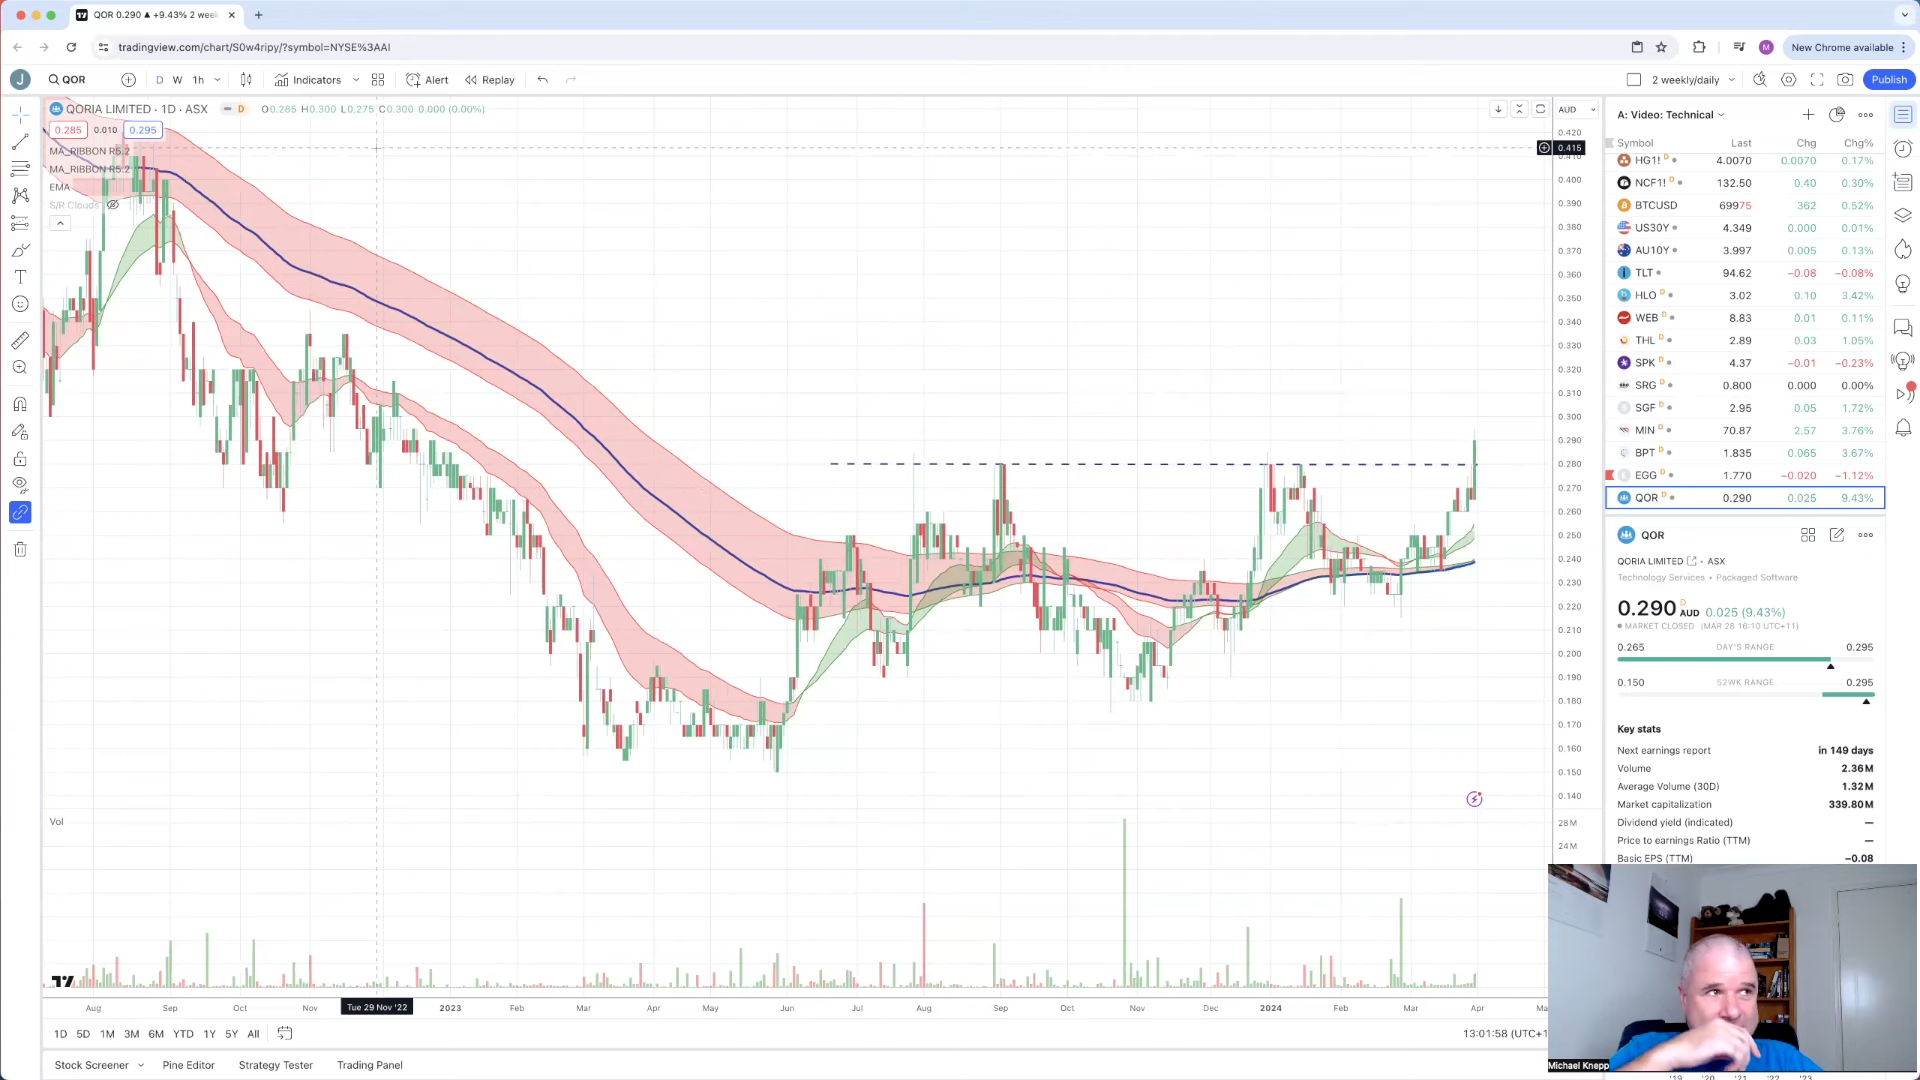 QOR 0.290 ▲ +9.43% 2 wee
tradingview.com/chart/S0w4ripy/?symbol=NYSE%3AAI
M
New Chrome available
J QOR D W 1h Indicators Alert Replay 2 weekly/daily Publish
QORIA LIMITED · 1D · ASX D O0.285 H0.300 L0.275 C0.300 0.000 (0.00%)
0.285 0.010 0.295
MA_RIBBON R5.2
MA_RIBBON R5.2
EMA
S/R Clouds
AUD
0.420
0.415
0.410
0.400
0.390
0.380
0.370
0.360
0.350
0.340
0.330
0.320
0.310
0.300
0.290
0.280
0.270
0.260
0.250
0.240
0.230
0.220
0.210
0.200
0.190
0.180
0.170
0.160
0.150
0.140
28M
24M
Vol
Aug Sep Oct Nov Tue 29 Nov '22 2023 Feb Mar Apr May Jun Jul Aug Sep Oct Nov Dec 2024 Feb Mar Apr Ma
1D 5D 1M 3M 6M YTD 1Y 5Y All
13:01:58 (UTC+1
Stock Screener Pine Editor Strategy Tester Trading Panel
A: Video: Technical
Symbol Last Chg Chg%
HG1! D 4.0070 0.0070 0.17%
NCF1! D 132.50 0.40 0.30%
BTCUSD 69975 362 0.52%
US30Y 4.349 0.000 0.01%
AU10Y 3.997 0.005 0.13%
TLT 94.62 −0.08 −0.08%
HLO D 3.02 0.10 3.42%
WEB D 8.83 0.01 0.11%
THL D 2.89 0.03 1.05%
SPK D 4.37 −0.01 −0.23%
SRG D 0.800 0.000 0.00%
SGF D 2.95 0.05 1.72%
MIN D 70.87 2.57 3.76%
BPT D 1.835 0.065 3.67%
EGG D 1.770 −0.020 −1.12%
QOR D 0.290 0.025 9.43%
QOR
QORIA LIMITED · ASX
Technology Services • Packaged Software
0.290 D AUD 0.025 (9.43%)
MARKET CLOSED (MAR 28 16:10 UTC+11)
0.265 DAY'S RANGE 0.295
0.150 52WK RANGE 0.295
Key stats
Next earnings report in 149 days
Volume 2.36M
Average Volume (30D) 1.32M
Market capitalization 339.80M
Dividend yield (indicated) —
Price to earnings Ratio (TTM) —
Basic EPS (TTM) −0.08
Michael Knepp
'19 '20 '21 '22 '23